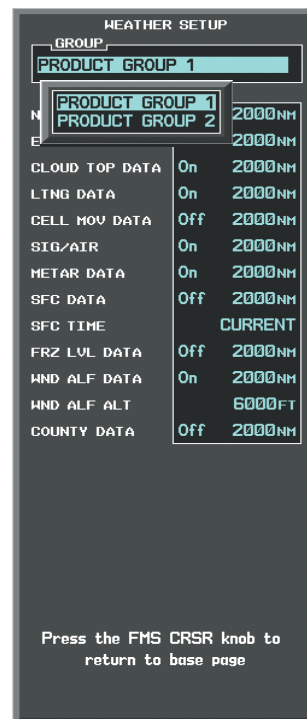 WEATHER SETUP
GROUP
PRODUCT GROUP 1
PRODUCT GROUP 1
PRODUCT GROUP 2
N 2000NM
E 2000NM
CLOUD TOP DATA On 2000NM
LTNG DATA On 2000NM
CELL MOV DATA Off 2000NM
SIG/AIR On 2000NM
METAR DATA On 2000NM
SFC DATA Off 2000NM
SFC TIME CURRENT
FRZ LVL DATA Off 2000NM
WND ALF DATA On 2000NM
WND ALF ALT 6000FT
COUNTY DATA Off 2000NM
Press the FMS CRSR knob to
return to base page